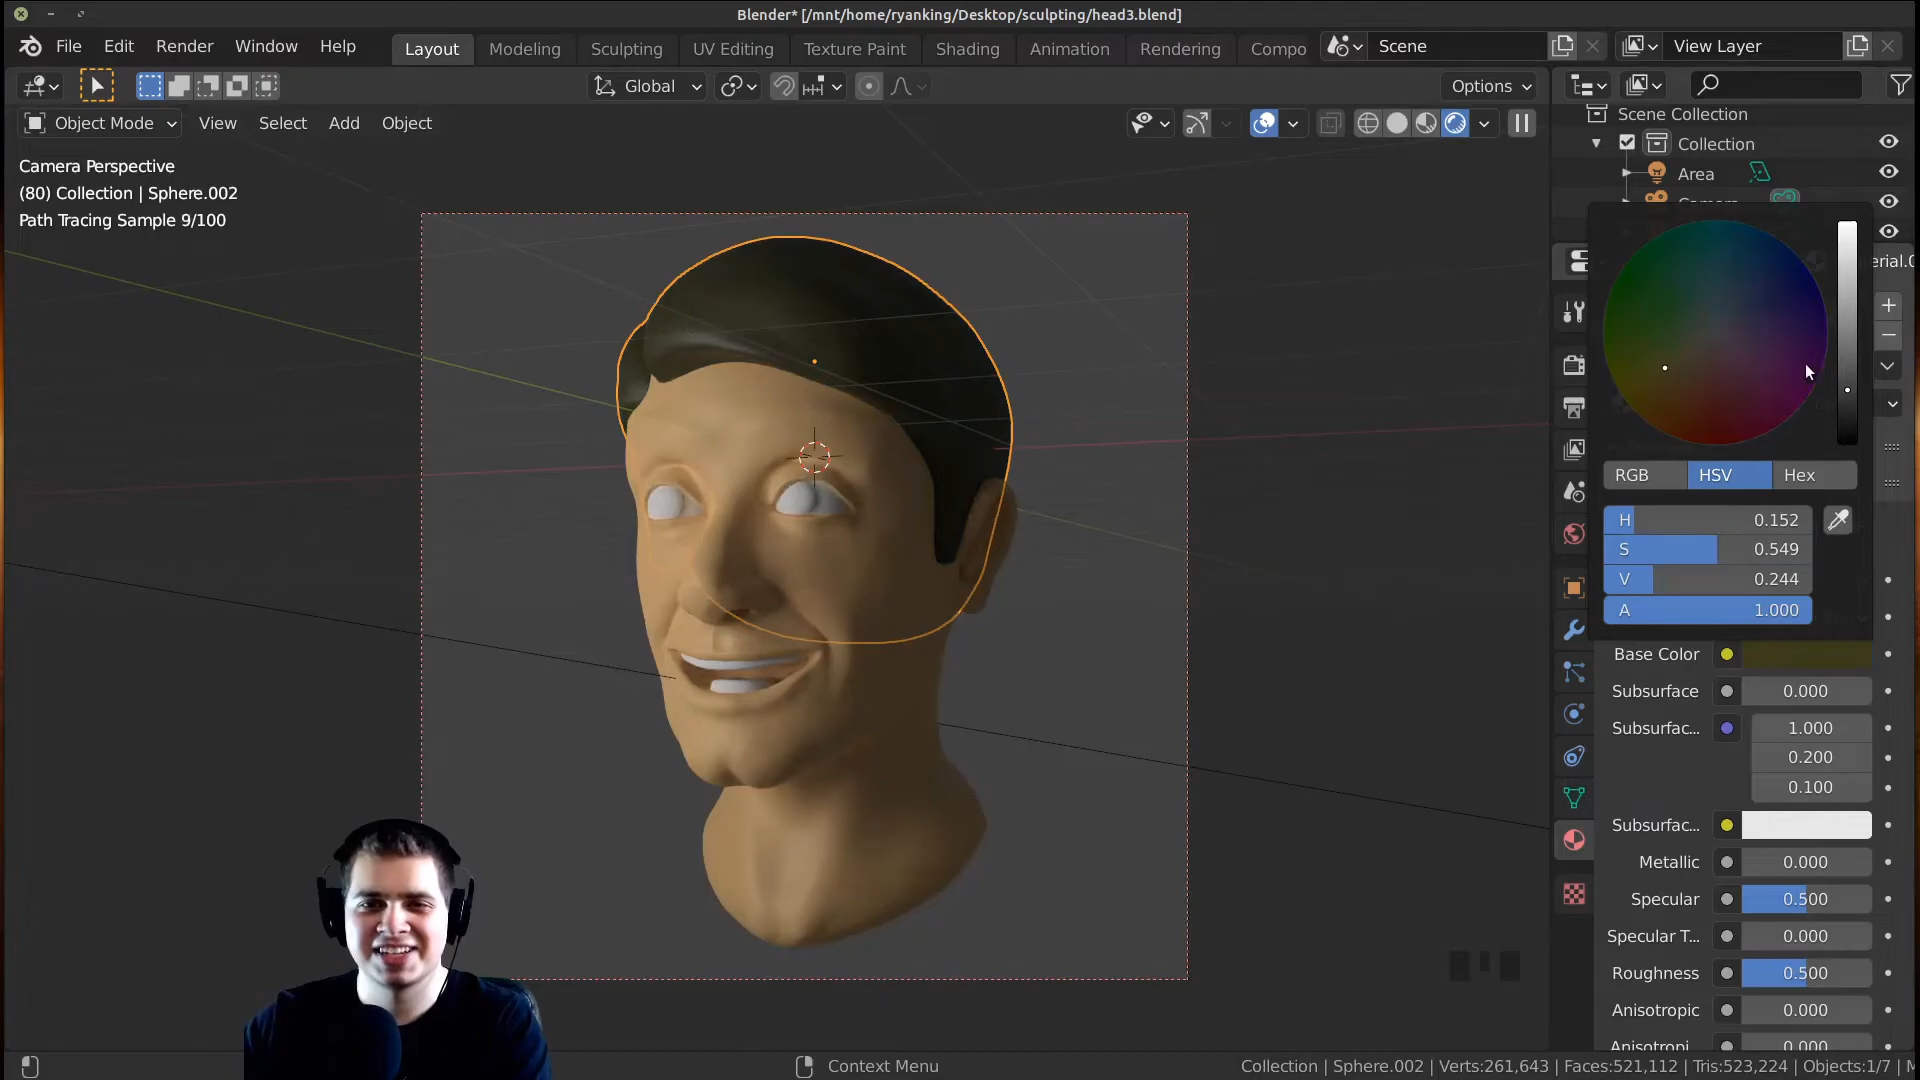 Blender* [/mnt/home/ryanking/Desktop/sculpting/head3.blend]
File Edit Render Window Help Layout Modeling Sculpting UV Editing Texture Paint Shading Animation Rendering Compo Scene View Layer
Global Options
Object Mode View Select Add Object
Scene Collection
Collection
Area
Camera Perspective
(80) Collection | Sphere.002
Path Tracing Sample 9/100
erial.0
RGB HSV Hex
H 0.152
S 0.549
V 0.244
A 1.000
Base Color
Subsurface 0.000
Subsurfac... 1.000
0.200
0.100
Subsurfac...
Metallic 0.000
Specular 0.500
Specular T... 0.000
Roughness 0.500
Anisotropic 0.000
Anisotropi... 0.000
Context Menu
Collection | Sphere.002 | Verts:261,643 | Faces:521,112 | Tris:523,224 | Objects:1/7 | M